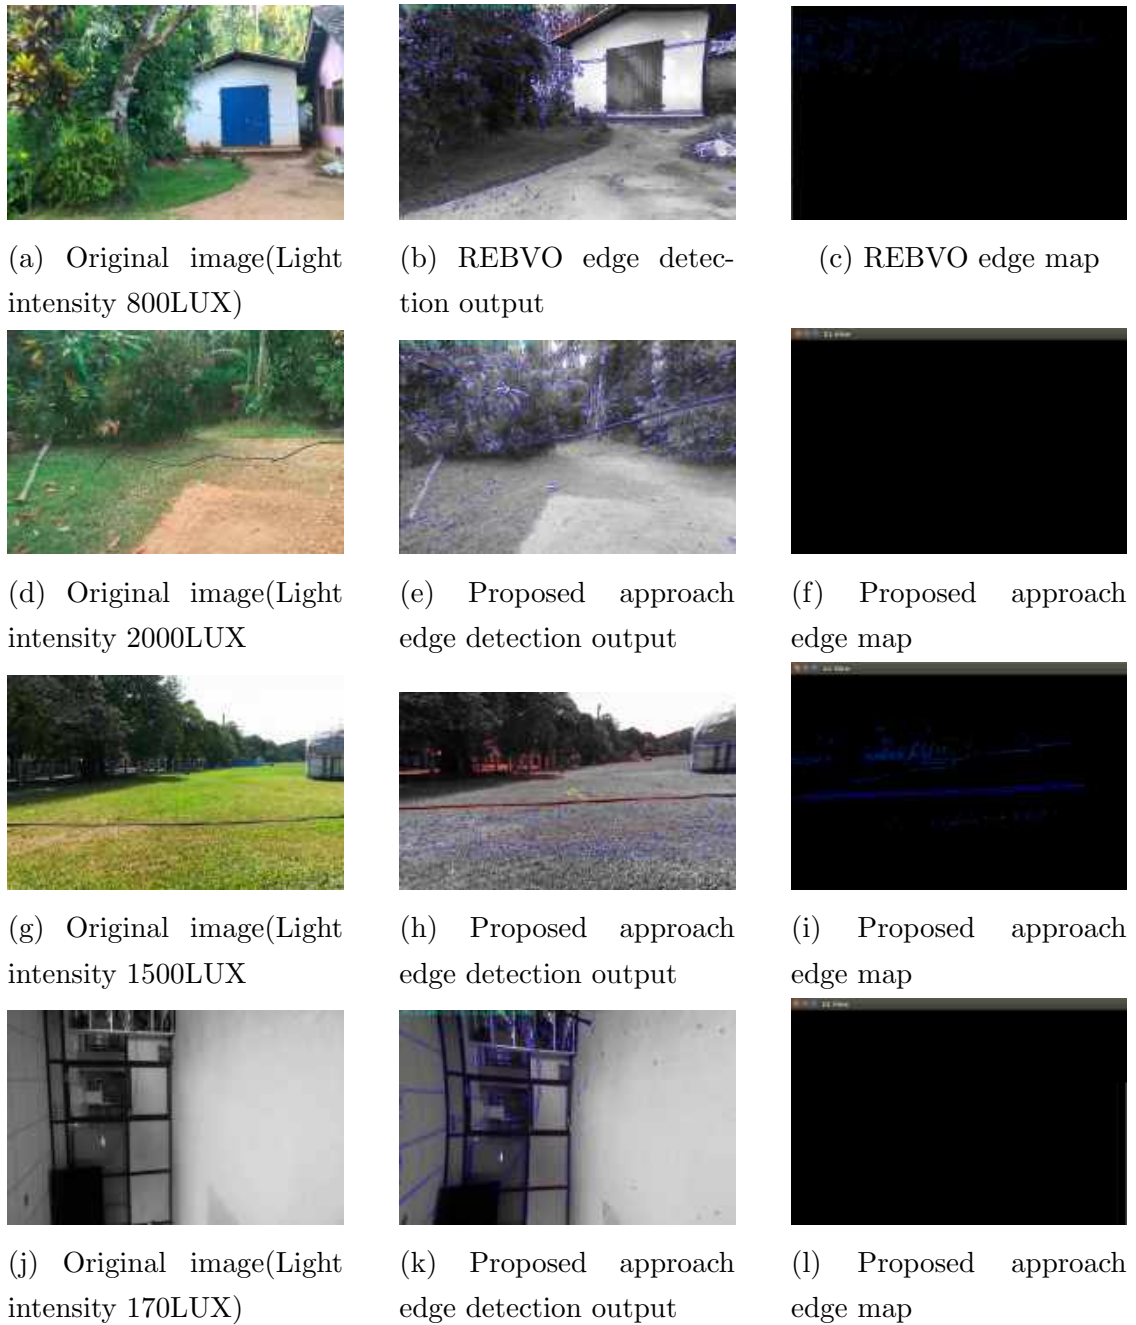 (a) Original image(Light
intensity 800LUX)
(b) REBVO edge detec-
tion output
(c) REBVO edge map
(d) Original image(Light
intensity 2000LUX
(e) Proposed approach
edge detection output
(f) Proposed approach
edge map
(g) Original image(Light
intensity 1500LUX
(h) Proposed approach
edge detection output
(i) Proposed approach
edge map
(j) Original image(Light
intensity 170LUX)
(k) Proposed approach
edge detection output
(l) Proposed approach
edge map